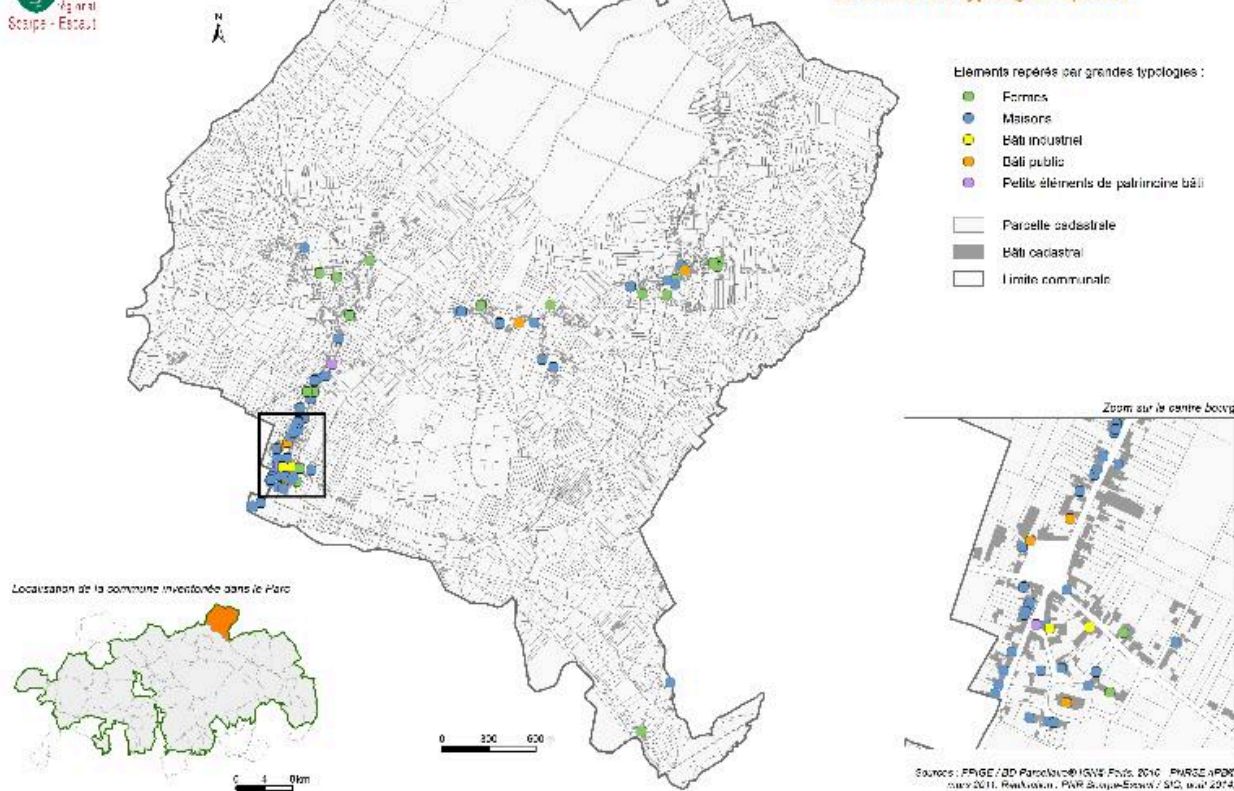 régional
Scarpe - Escaut
N
Eléments repérés par grandes typologies :
Fermes
Maisons
Bâti industriel
Bâti public
Petits éléments de patrimoine bâti
Parcelle cadastrale
Bâti cadastral
Limite communale
Zoom sur le centre bourg
Localisation de la commune inventoriée dans le Parc
0 300 600
0 4 8km
Sources : PPIGE / BD Parcellaire® IGN® Paris, 2010 - PNRSE
mars 2011. Réalisation : PNR Scarpe-Escaut / SIG, août 2014